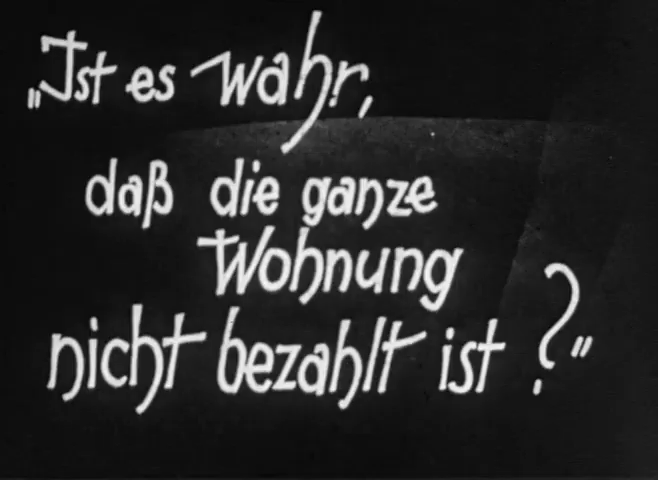 „Ist es wahr,
daß die ganze
Wohnung
nicht bezahlt ist?"